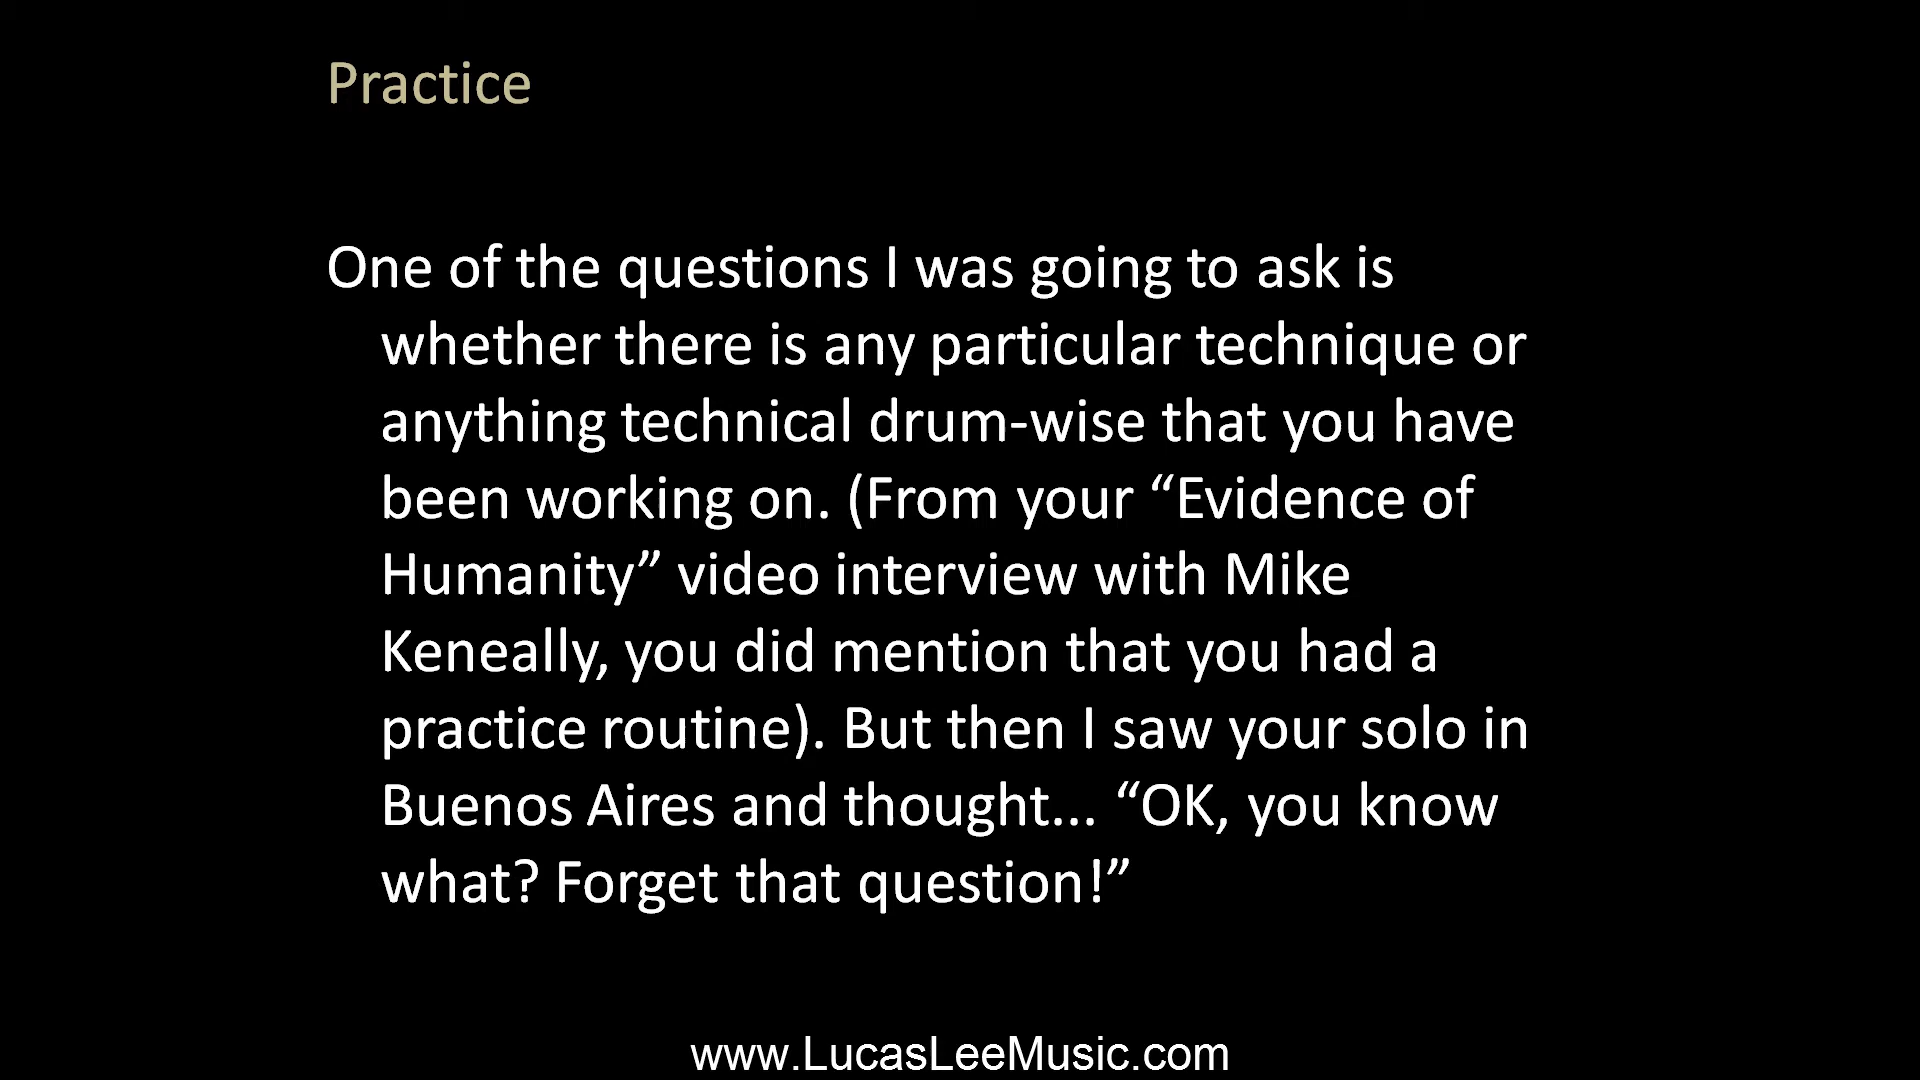 Practice
One of the questions I was going to ask is
whether there is any particular technique or
anything technical drum-wise that you have
been working on. (From your “Evidence of
Humanity” video interview with Mike
Keneally, you did mention that you had a
practice routine). But then I saw your solo in
Buenos Aires and thought... “OK, you know
what? Forget that question!”
www.LucasLeeMusic.com